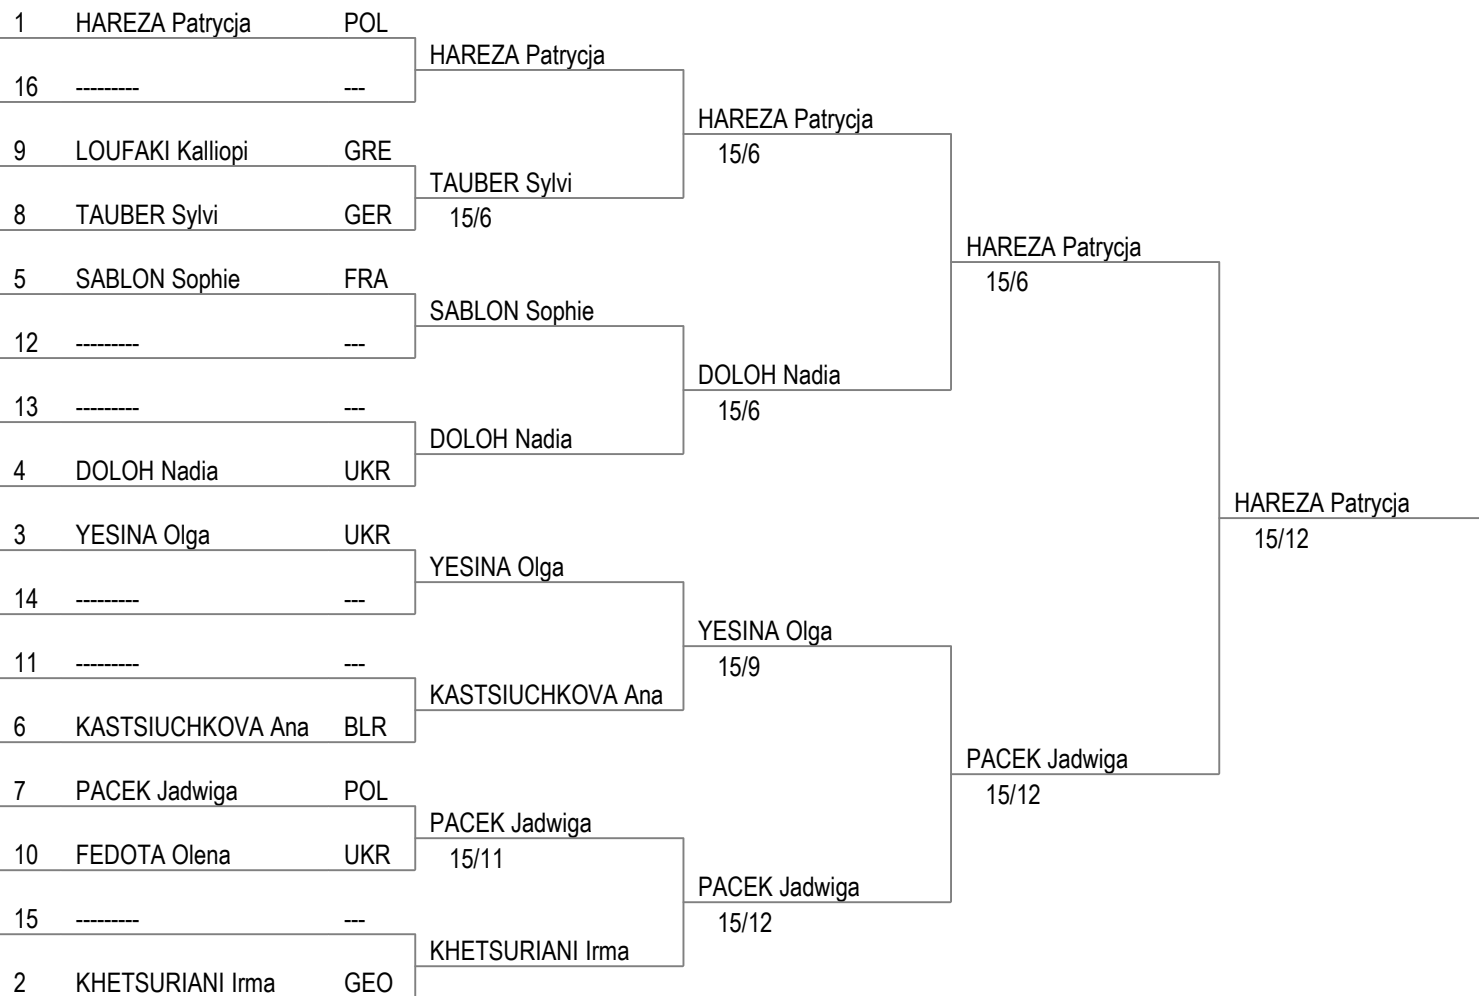 1 HAREZA Patrycja POL
HAREZA Patrycja
16 --------- ---
HAREZA Patrycja
15/6
9 LOUFAKI Kalliopi GRE
TAUBER Sylvi
15/6
8 TAUBER Sylvi GER
HAREZA Patrycja
15/6
5 SABLON Sophie FRA
SABLON Sophie
12 --------- ---
DOLOH Nadia
15/6
13 --------- ---
DOLOH Nadia
4 DOLOH Nadia UKR
HAREZA Patrycja
15/12
3 YESINA Olga UKR
YESINA Olga
14 --------- ---
YESINA Olga
15/9
11 --------- ---
KASTSIUCHKOVA Ana
6 KASTSIUCHKOVA Ana BLR
PACEK Jadwiga
15/12
7 PACEK Jadwiga POL
PACEK Jadwiga
15/11
10 FEDOTA Olena UKR
PACEK Jadwiga
15/12
15 --------- ---
KHETSURIANI Irma
2 KHETSURIANI Irma GEO